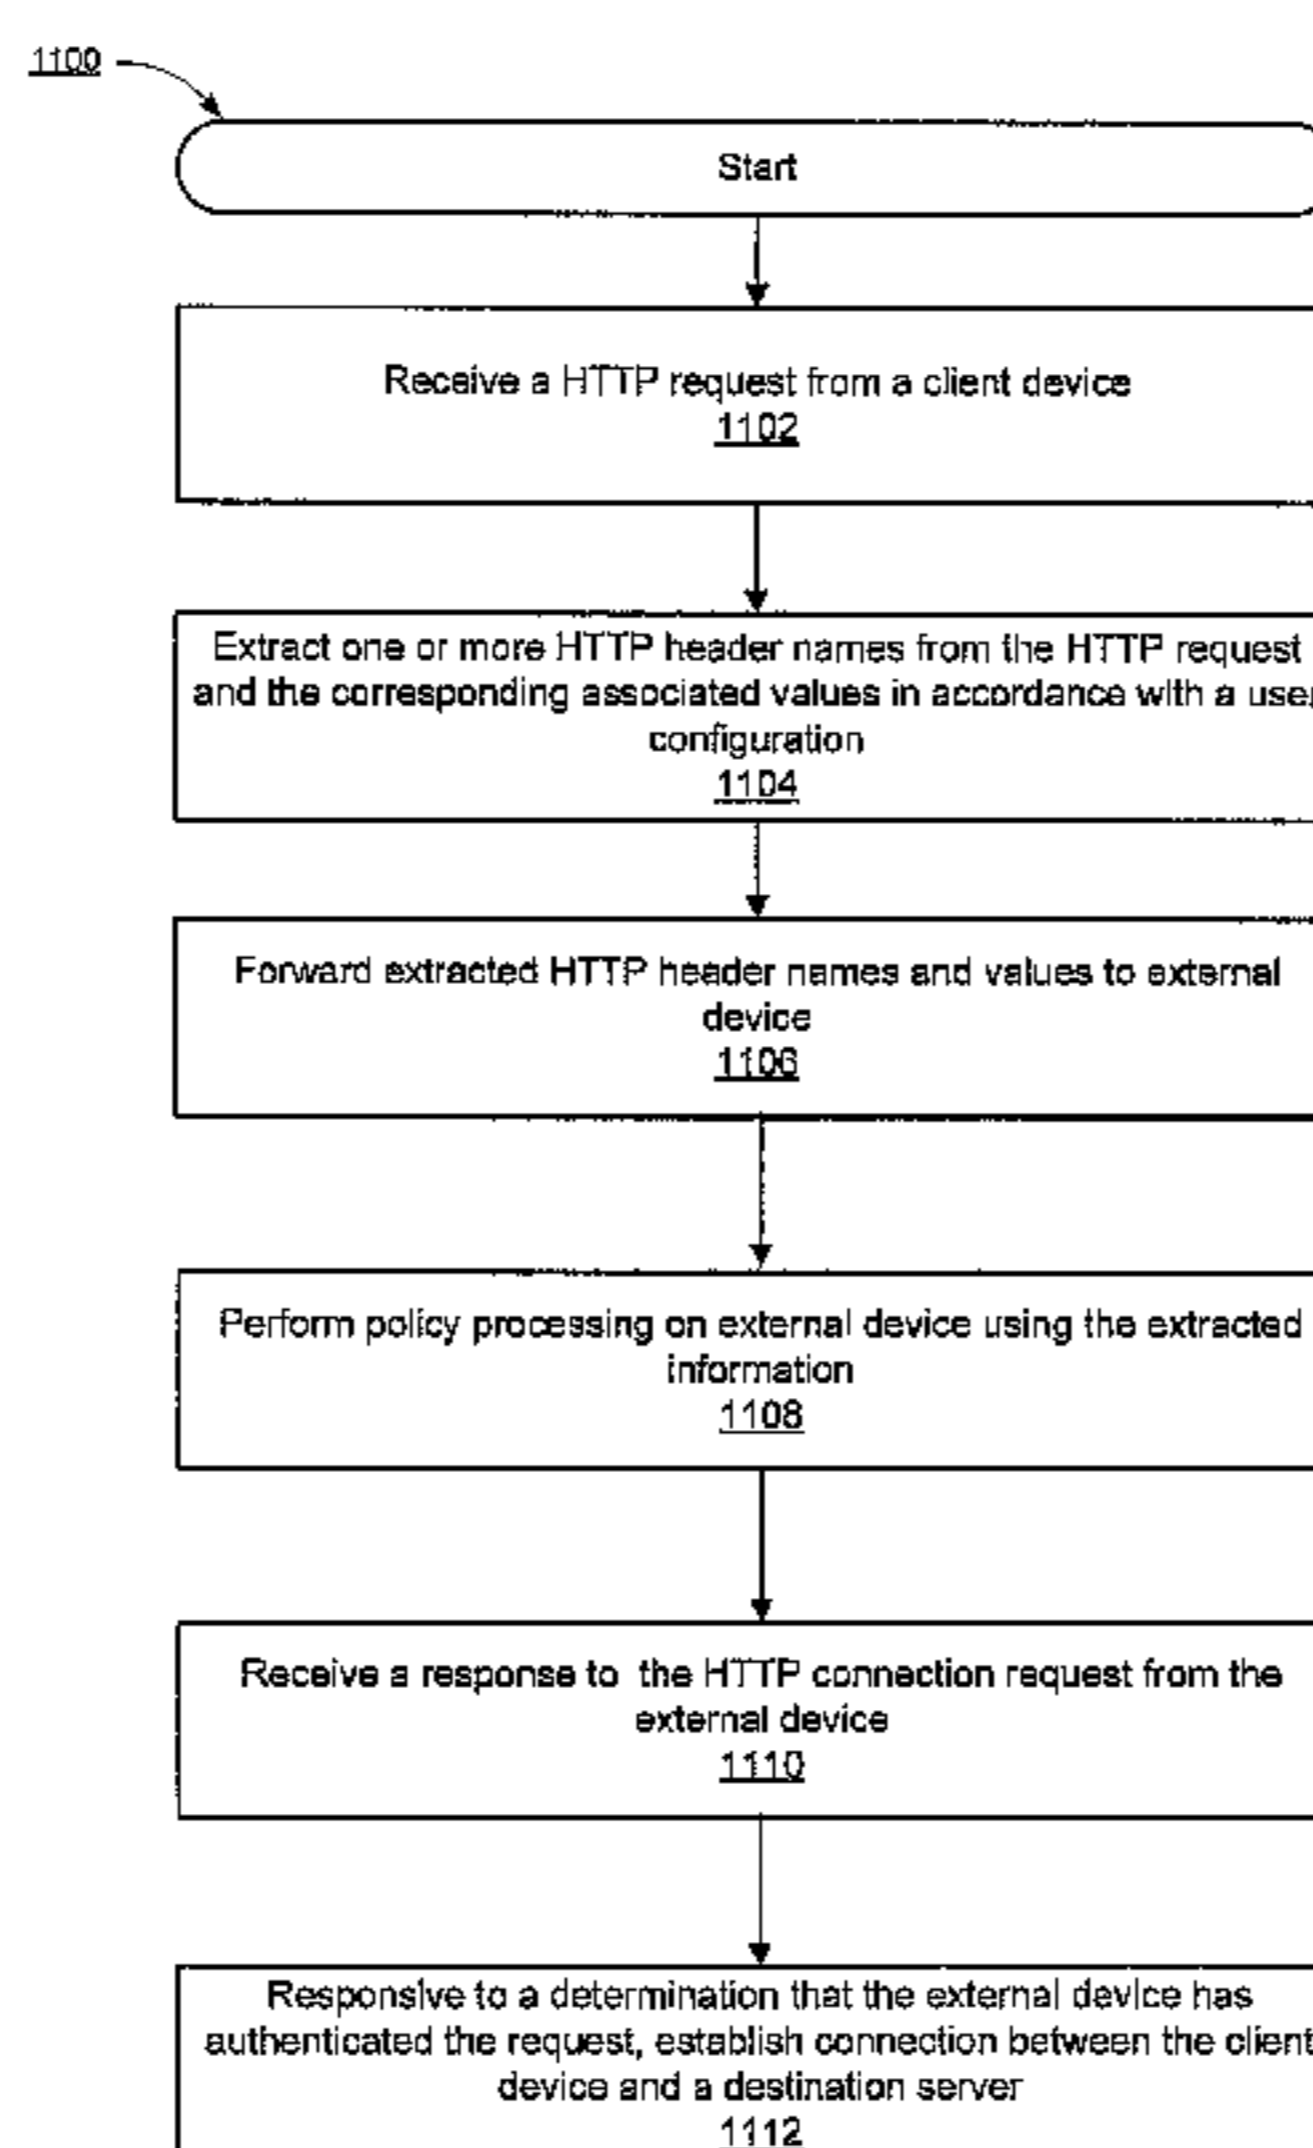 1100
Start
Receive a HTTP request from a client device
1102
Extract one or more HTTP header names from the HTTP request
and the corresponding associated values in accordance with a user
configuration
1104
Forward extracted HTTP header names and values to external
device
1106
Perform policy processing on external device using the extracted
information
1108
Receive a response to the HTTP connection request from the
external device
1110
Responsive to a determination that the external device has
authenticated the request, establish connection between the client
device and a destination server
1112